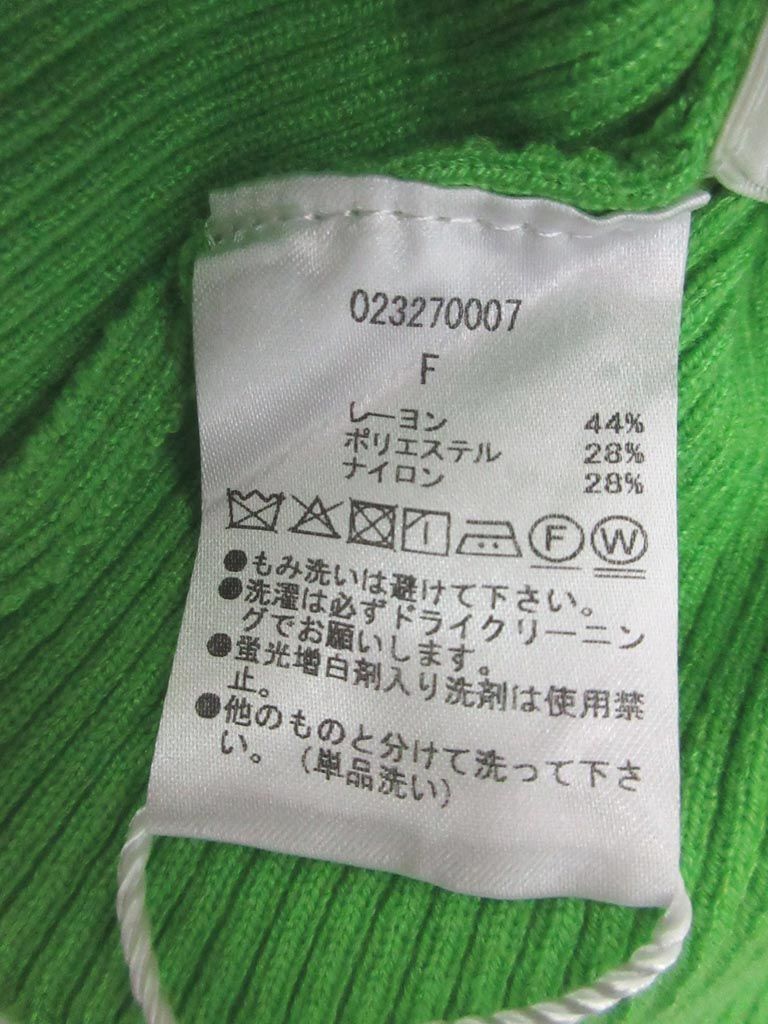 023270007
F
レーヨン 44%
ポリエステル 28%
ナイロン 28%
F W
●もみ洗いは避けて下さい。
●洗濯は必ずドライクリーニン
グでお願いします。
●蛍光増白剤入り洗剤は使用禁
止。
●他のものと分けて洗って下さ
い。(単品洗い)